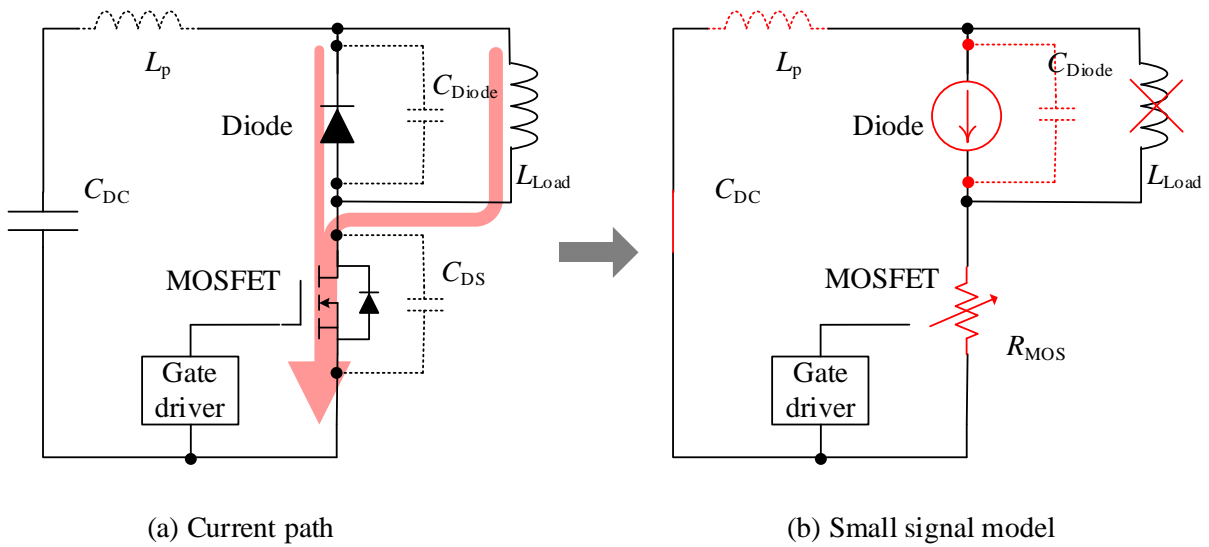 Lp
CDiode
Diode
LLoad
CDC
MOSFET
CDS
Gate
driver
(a) Current path
Lp
CDiode
Diode
LLoad
CDC
MOSFET
RMOS
Gate
driver
(b) Small signal model